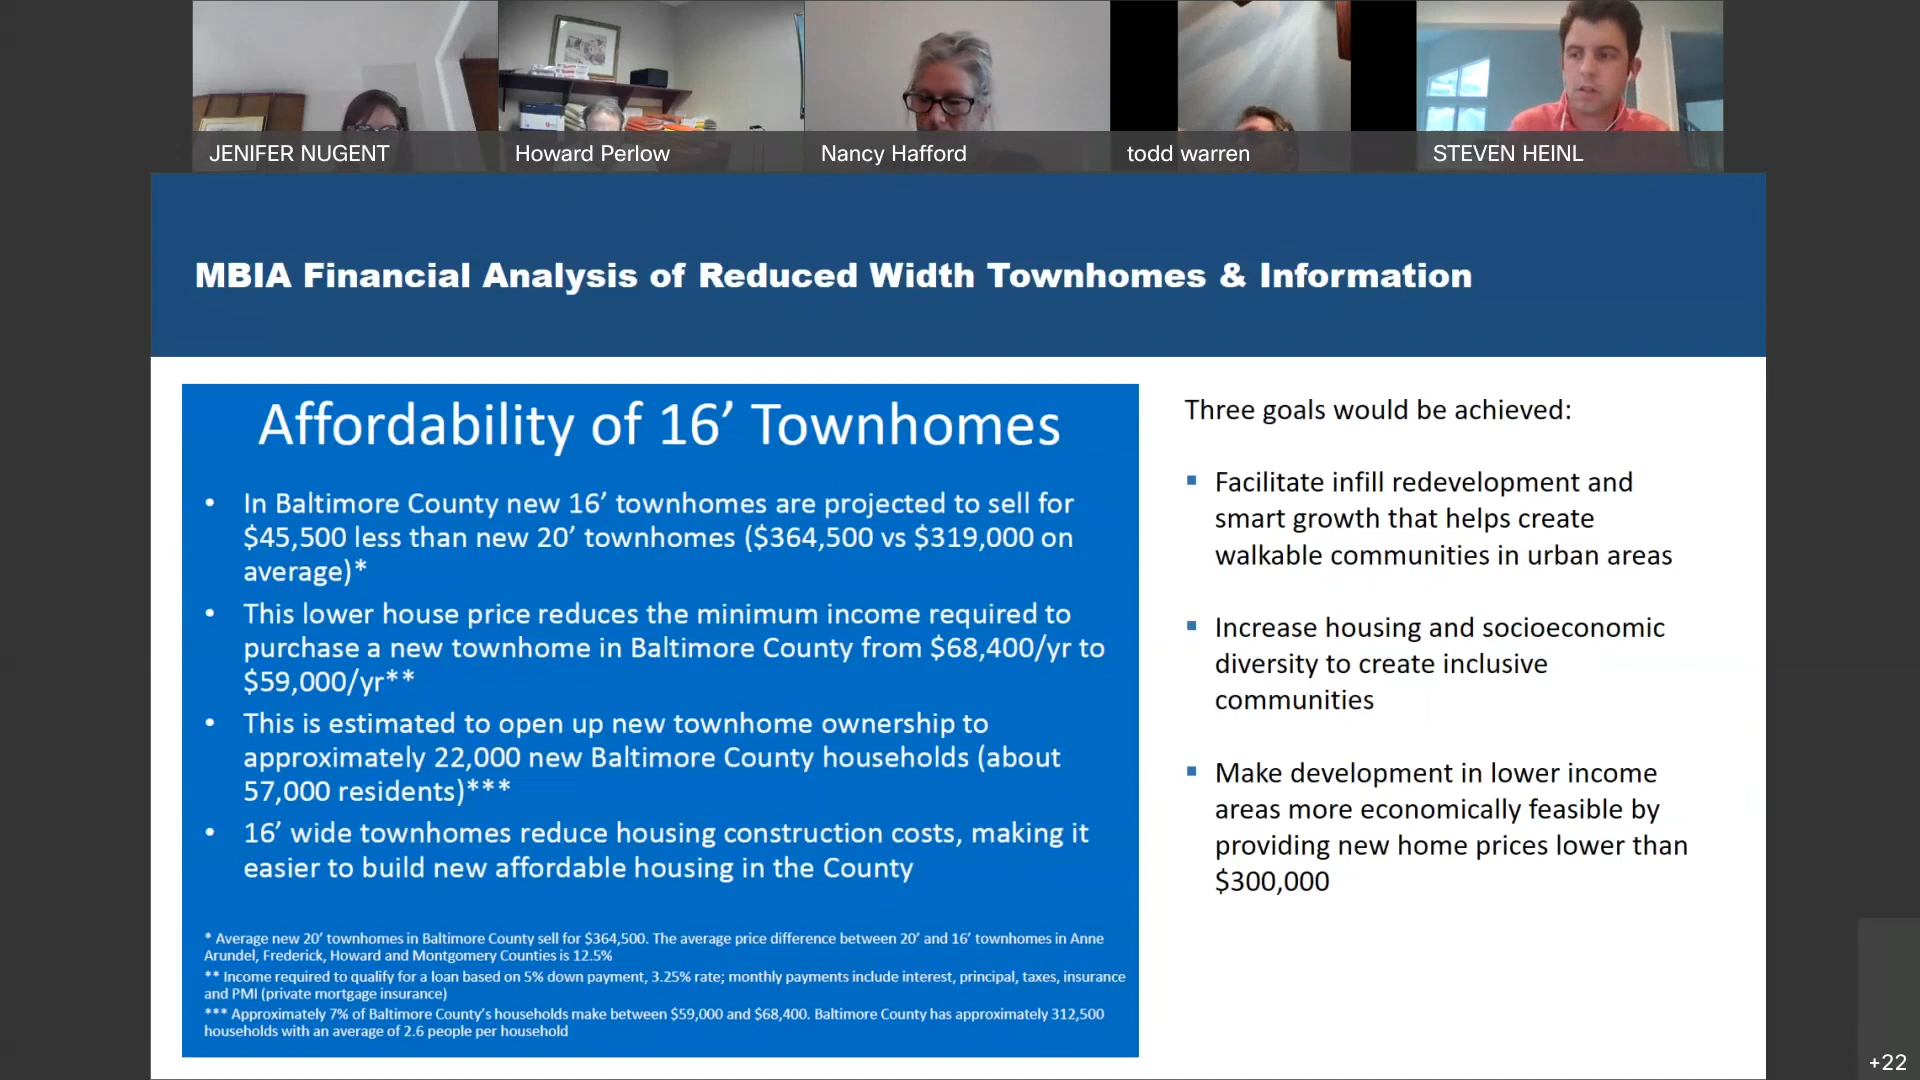 JENIFER NUGENT
Howard Perlow
Nancy Hafford
todd warren
STEVEN HEINL
MBIA Financial Analysis of Reduced Width Townhomes & Information
Affordability of 16’ Townhomes
• In Baltimore County new 16’ townhomes are projected to sell for
$45,500 less than new 20’ townhomes ($364,500 vs $319,000 on
average)*
• This lower house price reduces the minimum income required to
purchase a new townhome in Baltimore County from $68,400/yr to
$59,000/yr**
• This is estimated to open up new townhome ownership to
approximately 22,000 new Baltimore County households (about
57,000 residents)***
• 16’ wide townhomes reduce housing construction costs, making it
easier to build new affordable housing in the County
* Average new 20’ townhomes in Baltimore County sell for $364,500. The average price difference between 20’ and 16’ townhomes in Anne
Arundel, Frederick, Howard and Montgomery Counties is 12.5%
** Income required to qualify for a loan based on 5% down payment, 3.25% rate; monthly payments include interest, principal, taxes, insurance
and PMI (private mortgage insurance)
*** Approximately 7% of Baltimore County’s households make between $59,000 and $68,400. Baltimore County has approximately 312,500
households with an average of 2.6 people per household
Three goals would be achieved:
▪ Facilitate infill redevelopment and
smart growth that helps create
walkable communities in urban areas
▪ Increase housing and socioeconomic
diversity to create inclusive
communities
▪ Make development in lower income
areas more economically feasible by
providing new home prices lower than
$300,000
+22